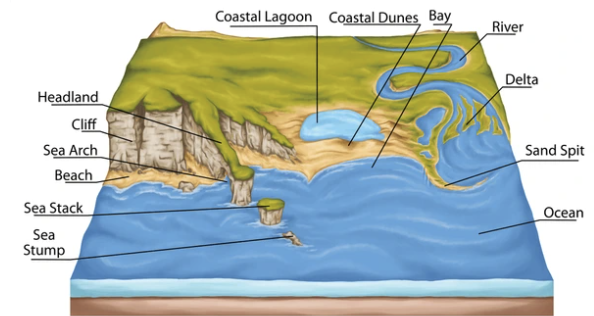 Coastal Lagoon
Coastal Dunes
Bay
River
Delta
Headland
Cliff
Sea Arch
Beach
Sand Spit
Sea Stack
Ocean
Sea
Stump